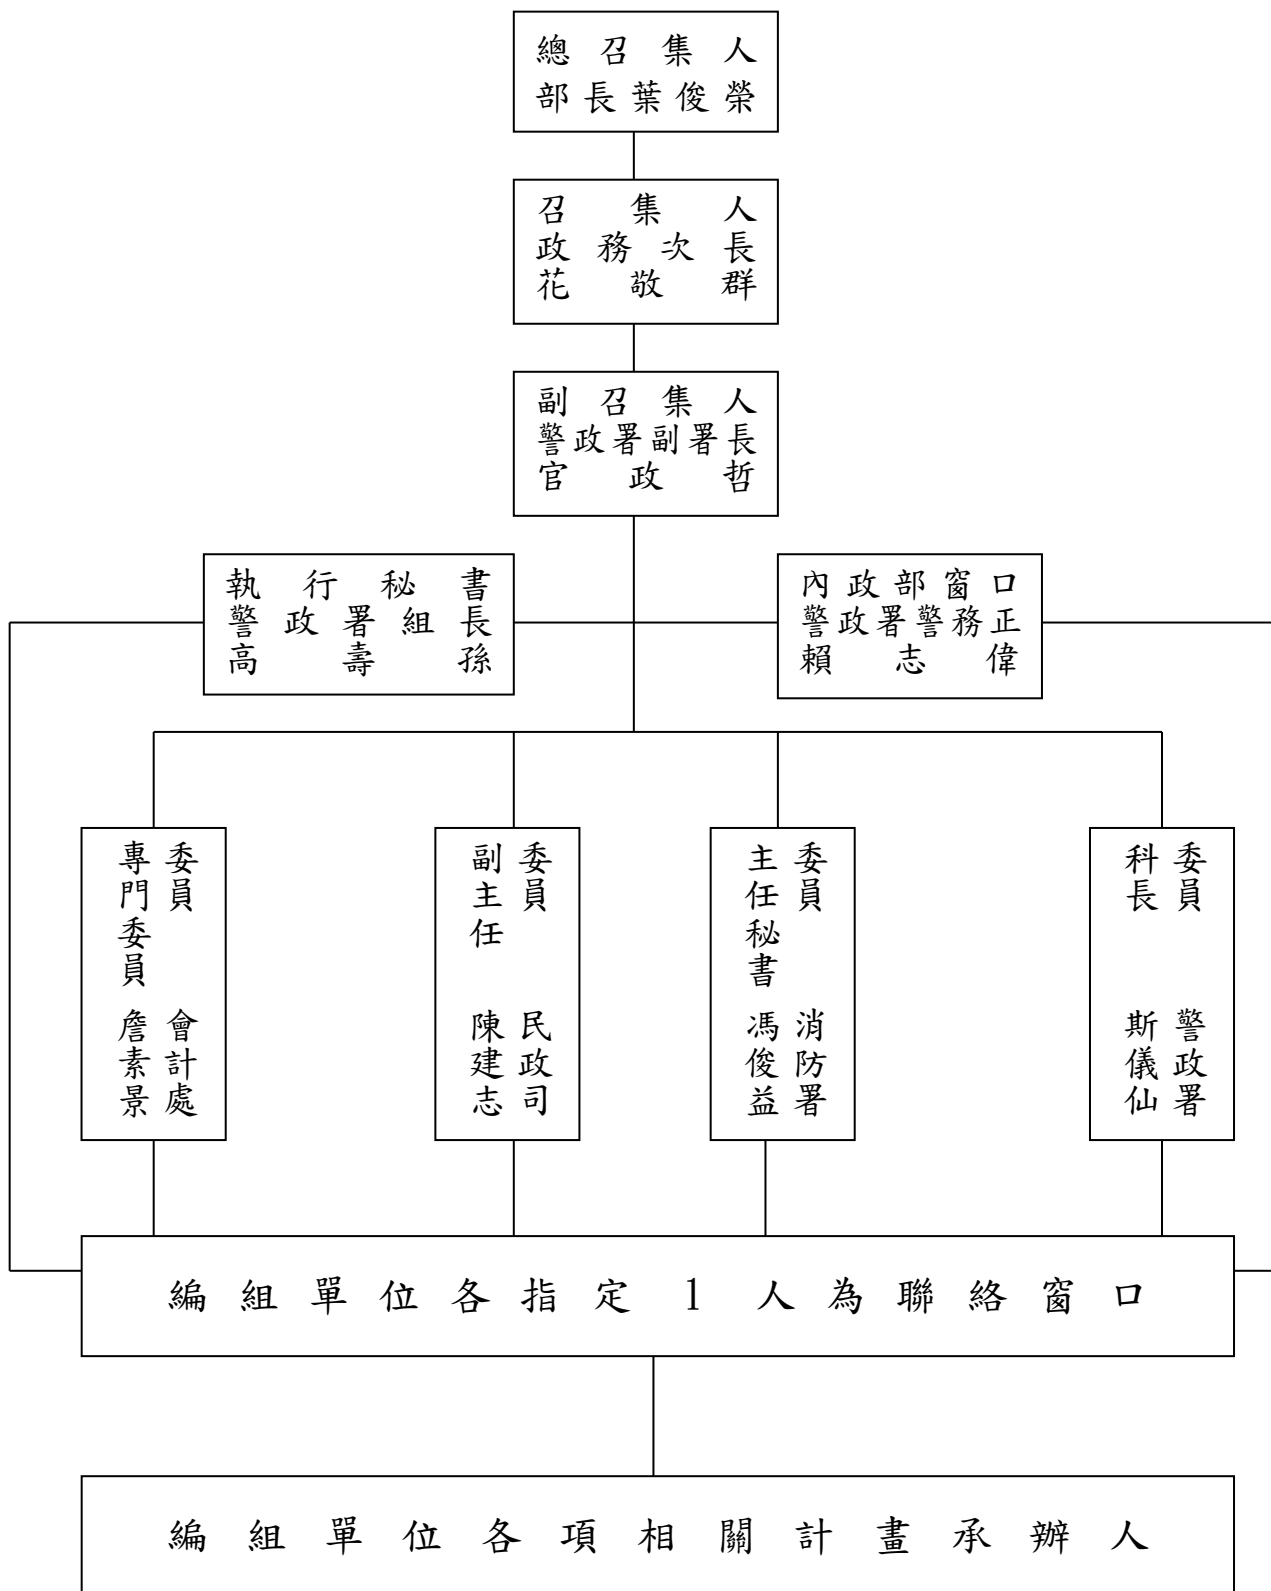 總召集人
部長葉俊榮
召集人
政務次長
花敬群
副召集人
警政署副署長
官政哲
執行秘書
警政署組長
高壽孫
內政部窗口
警政署警務正
賴志偉
委員 會計處
專門委員 詹素景
委員 民政司
副主任 陳建志
委員 消防署
主任秘書 馮俊益
委員 警政署
科長 斯儀仙
編組單位各指定1人為聯絡窗口
編組單位各項相關計畫承辦人